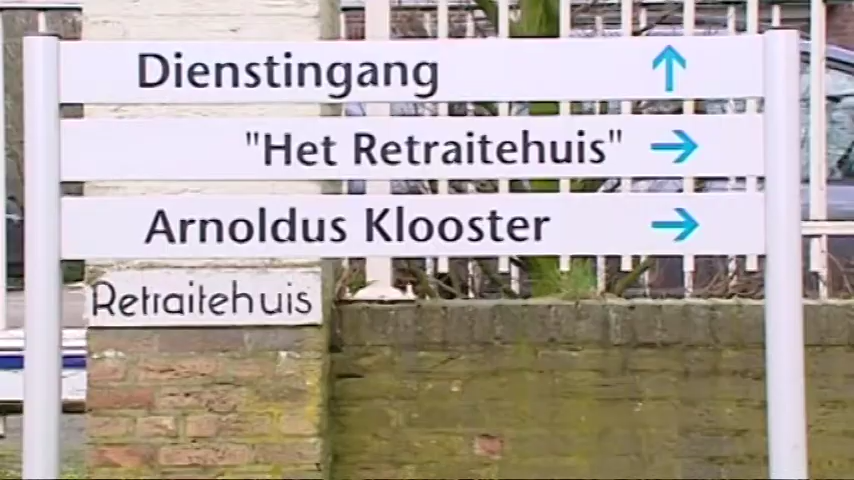 Dienstingang
"Het Retraitehuis"
Arnoldus Klooster
Retraitehuis